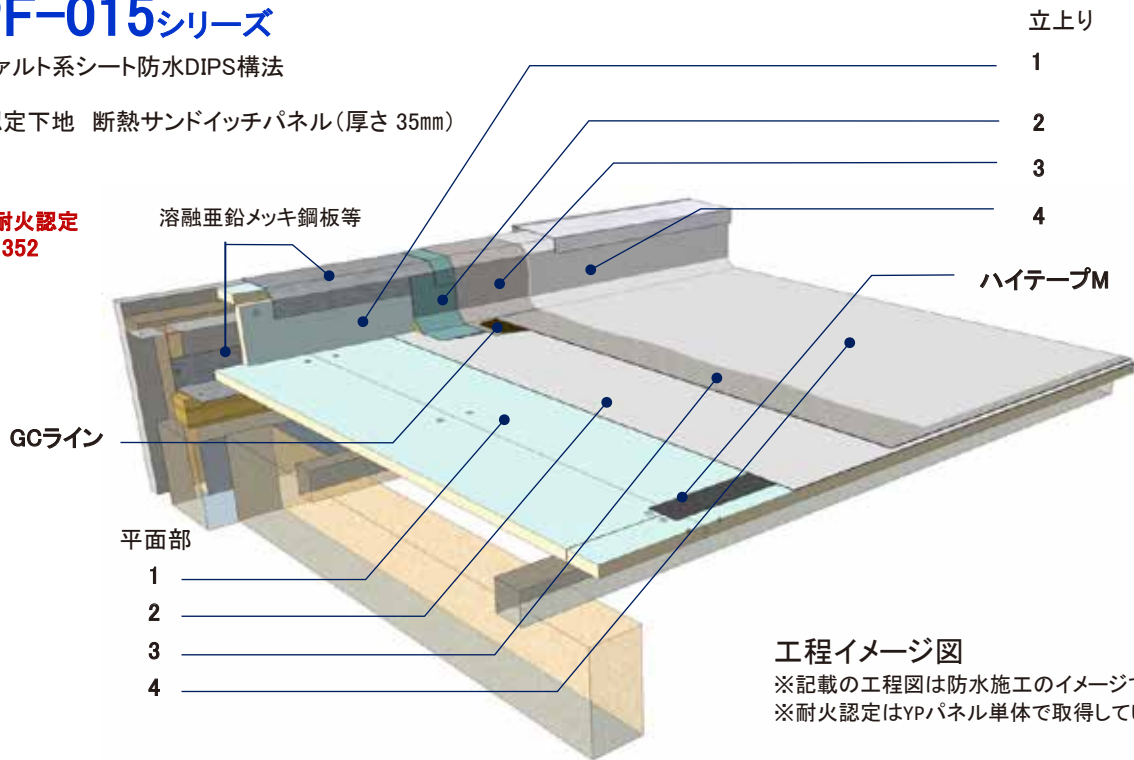 F-015シリーズ
ァルト系シート防水DIPS構法
定下地 断熱サンドイッチパネル(厚さ 35mm)
耐火認定
352
溶融亜鉛メッキ鋼板等
立上り
1
2
3
4
ハイテープM
GCライン
平面部
1
2
3
4
工程イメージ図
※記載の工程図は防水施工のイメージ
※耐火認定はYPパネル単体で取得して